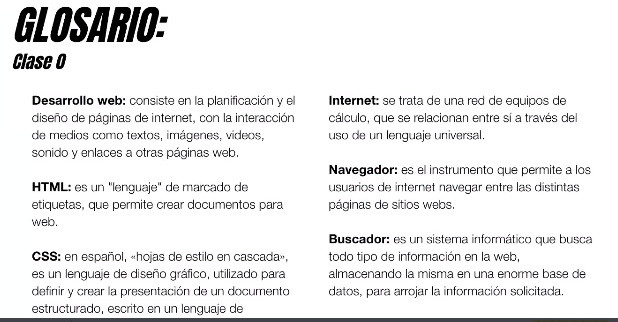 GLOSARIO:
Clase 0
Desarrollo web: consiste en la planificación y el
diseño de páginas de internet, con la interacción
de medios como textos, imágenes, videos,
sonido y enlaces a otras páginas web.
HTML: es un "lenguaje" de marcado de
etiquetas, que permite crear documentos para
web.
CSS: en español, «hojas de estilo en cascada»,
es un lenguaje de diseño gráfico, utilizado para
definir y crear la presentación de un documento
estructurado, escrito en un lenguaje de
Internet: se trata de una red de equipos de
cálculo, que se relacionan entre sí a través del
uso de un lenguaje universal.
Navegador: es el instrumento que permite a los
usuarios de internet navegar entre las distintas
páginas de sitios webs.
Buscador: es un sistema informático que busca
todo tipo de información en la web,
almacenando la misma en una enorme base de
datos, para arrojar la información solicitada.